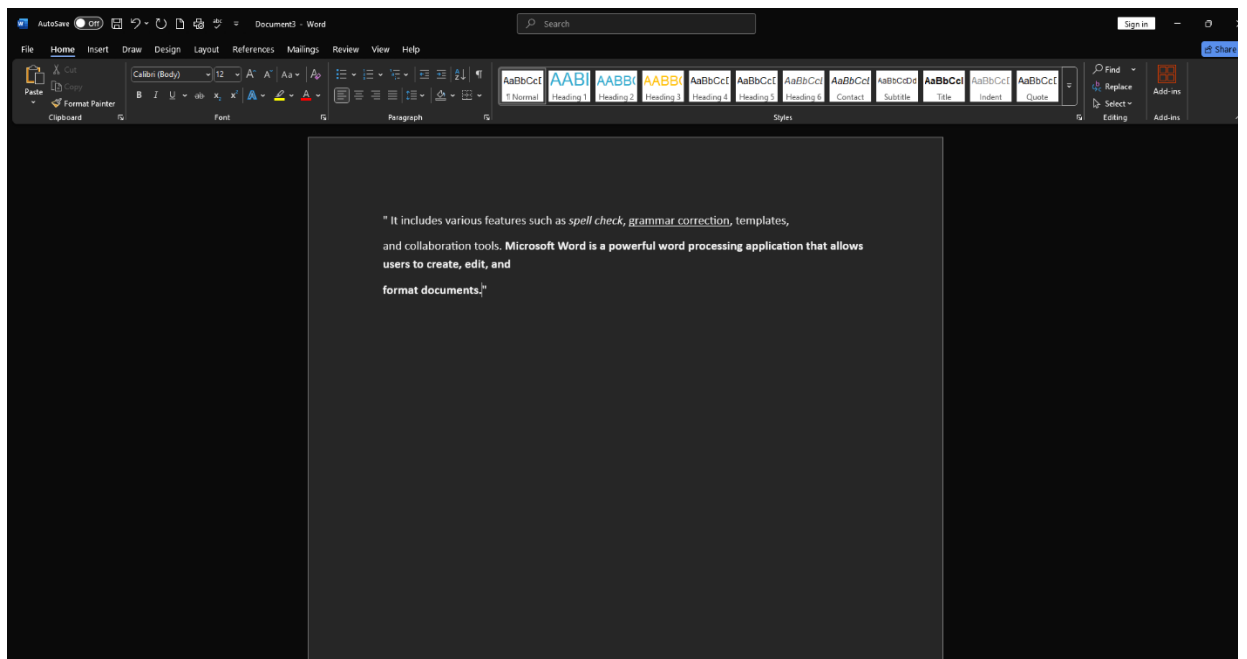 AutoSave Off Document3 - Word Search Sign in
File Home Insert Draw Design Layout References Mailings Review View Help Share
Paste Cut Copy Format Painter
Clipboard
Calibri (Body) 12 Aa
B I U ab x x A A
Font
Paragraph
AaBbCcI AABI AABB( AABB( AaBbCcI AaBbCcI AaBbCcI AaBbCcI AaBbCcDd AaBbCcI AaBbCcI AaBbCcI
¶ Normal Heading 1 Heading 2 Heading 3 Heading 4 Heading 5 Heading 6 Contact Subtitle Title Indent Quote
Styles
Find
Replace
Select
Editing
Add-ins
Add-ins
" It includes various features such as spell check, grammar correction, templates,
and collaboration tools. Microsoft Word is a powerful word processing application that allows
users to create, edit, and
format documents."